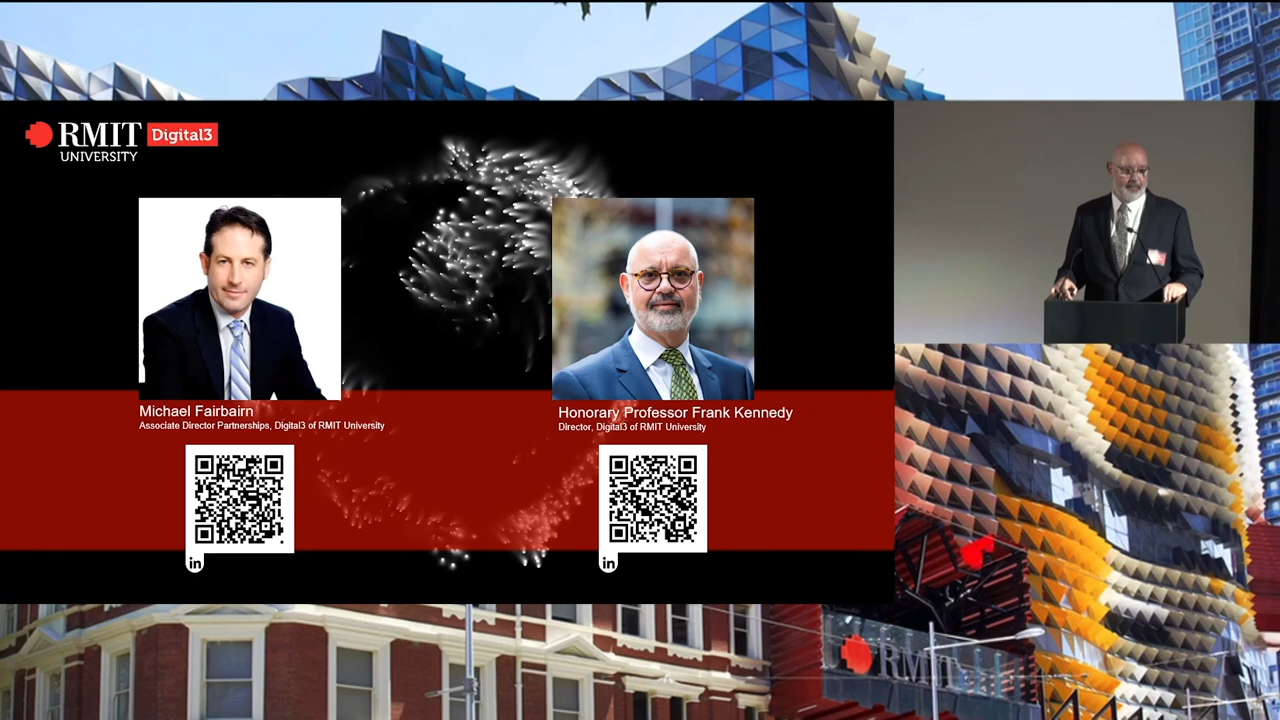 RMIT
UNIVERSITY
Digital3
Michael Fairbairn
Associate Director Partnerships, Digital3 of RMIT University
Honorary Professor Frank Kennedy
Director, Digital3 of RMIT University
in
in
RMIT